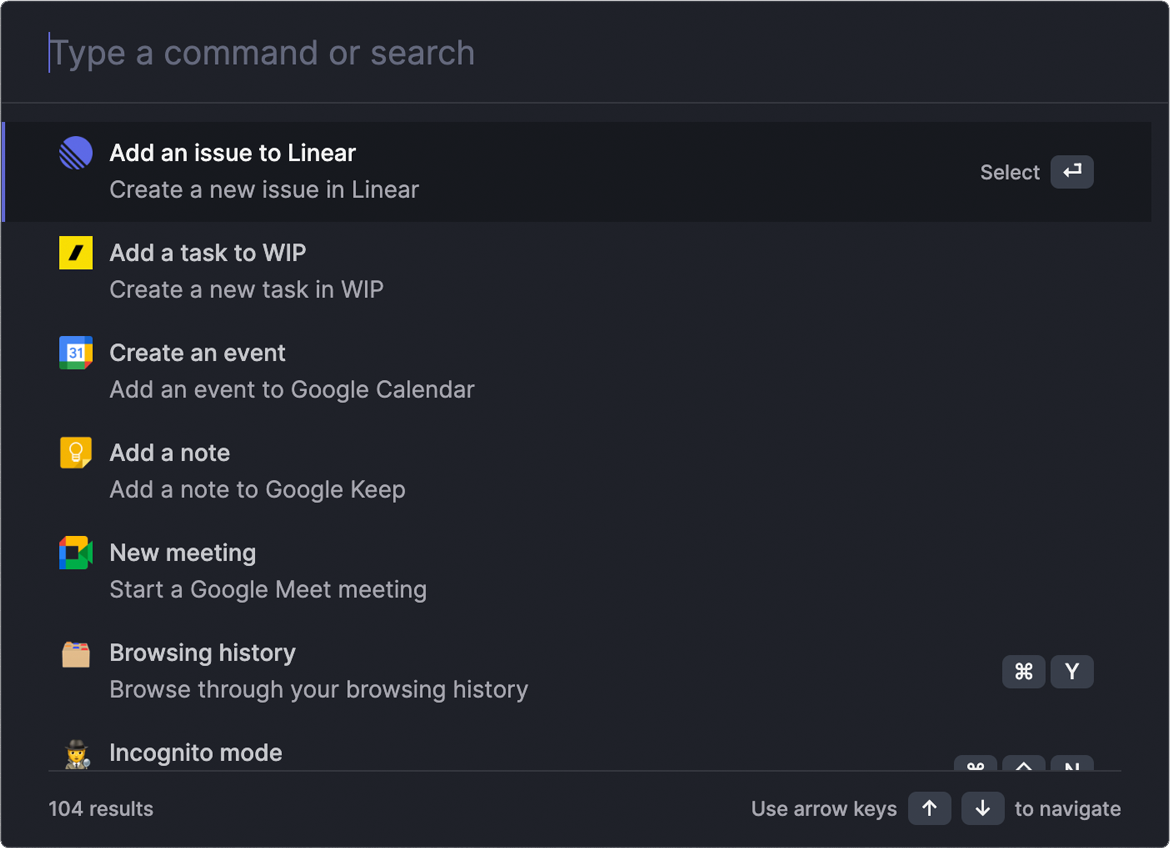 Type a command or search
Add an issue to Linear
Create a new issue in Linear
Select ↵
Add a task to WIP
Create a new task in WIP
31
Create an event
Add an event to Google Calendar
Add a note
Add a note to Google Keep
New meeting
Start a Google Meet meeting
Browsing history
Browse through your browsing history
⌘ Y
Incognito mode
⌘ ^ N
104 results
Use arrow keys ↑ ↓ to navigate